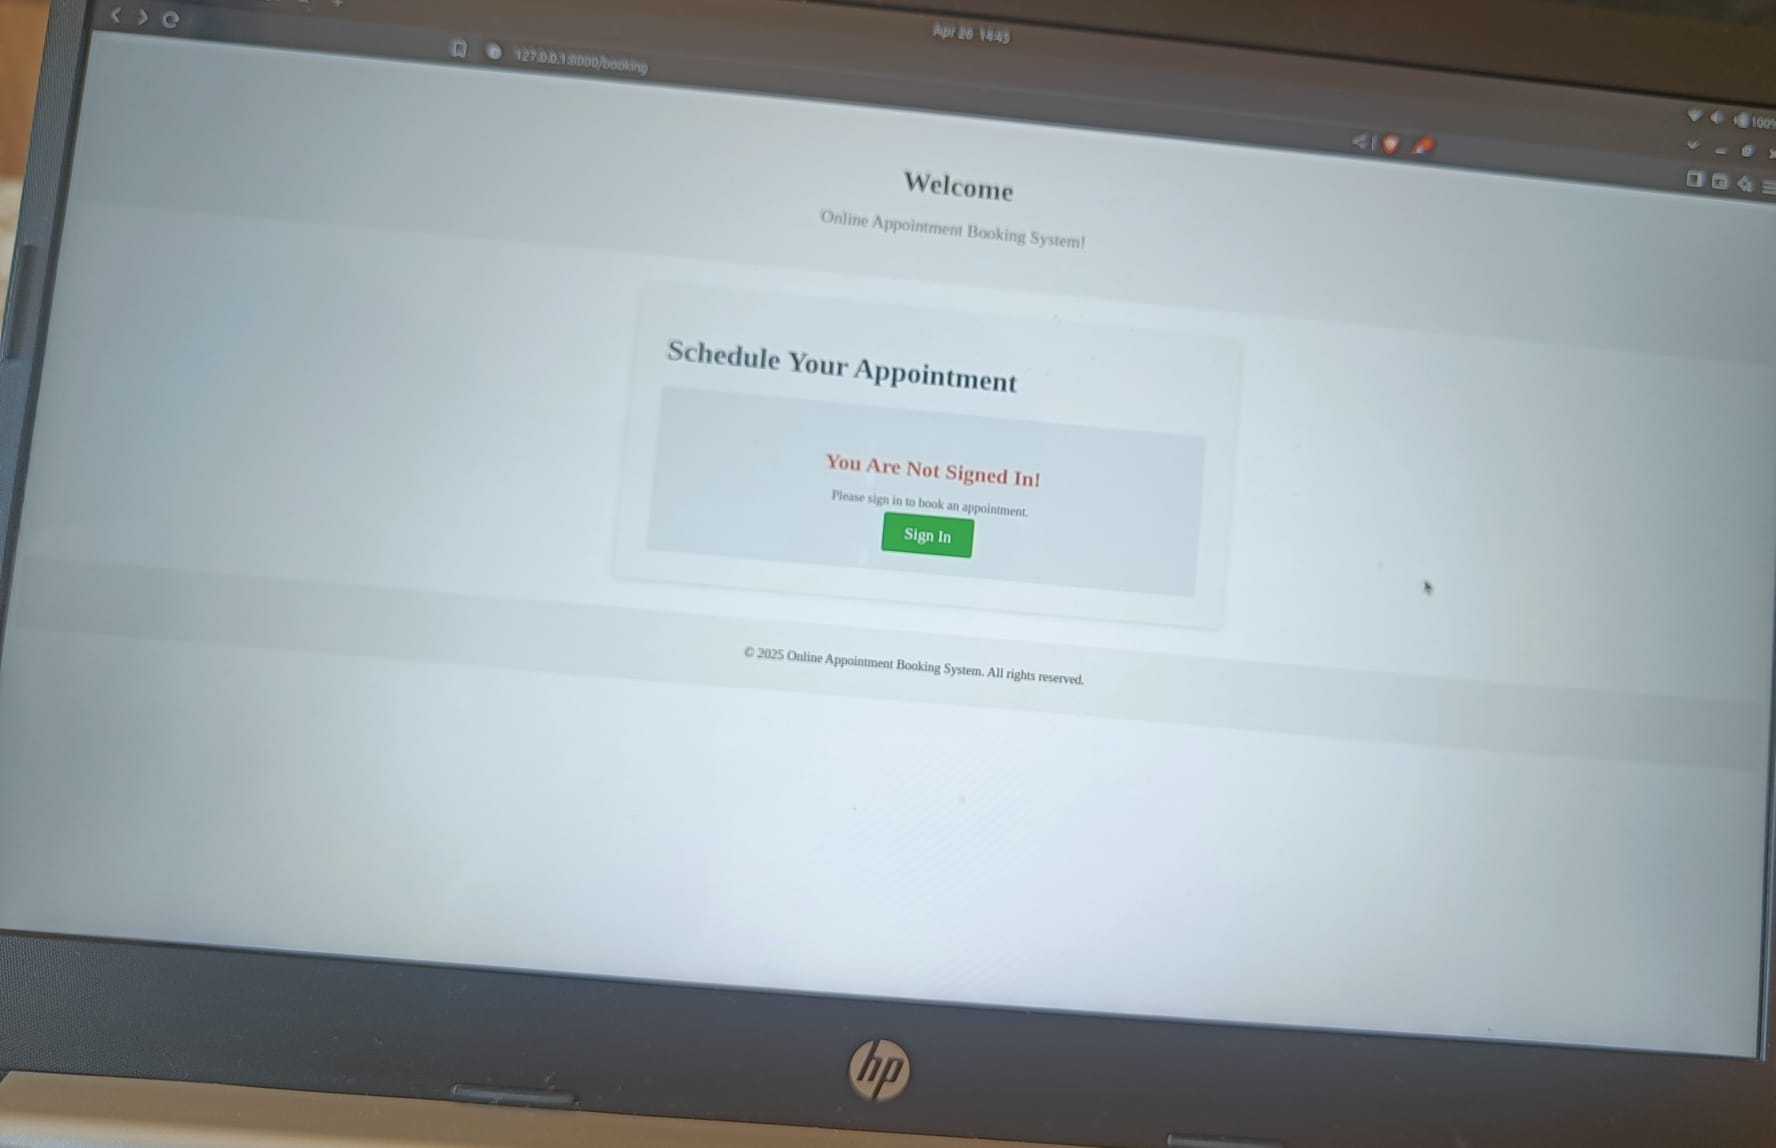 Apr 26 14:45
127.0.0.1:8000/booking
100%
Welcome
Online Appointment Booking System!
Schedule Your Appointment
You Are Not Signed In!
Please sign in to book an appointment.
Sign In
© 2025 Online Appointment Booking System. All rights reserved.
hp